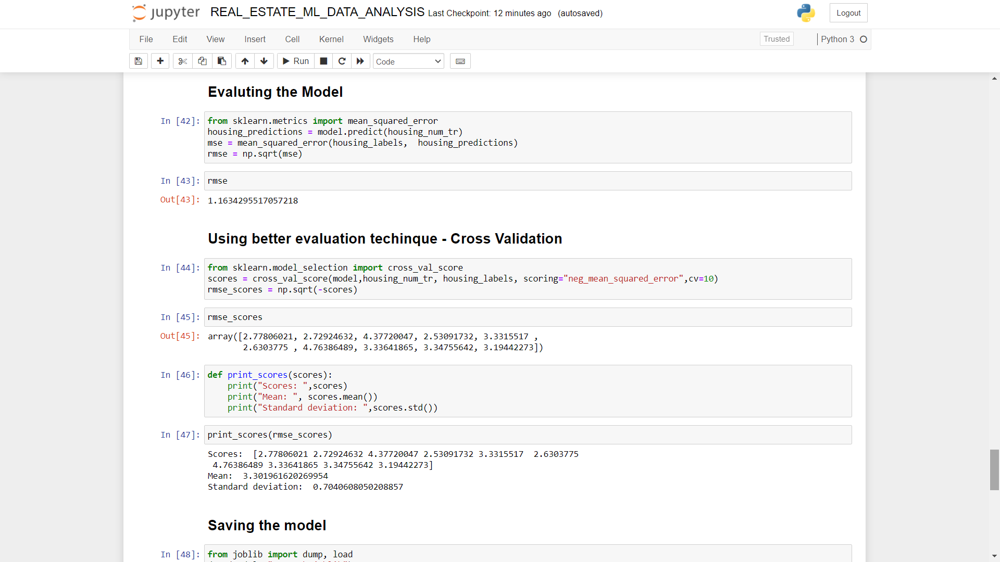 jupyter REAL_ESTATE_ML_DATA_ANALYSIS Last Checkpoint: 12 minutes ago (autosaved) Logout
File Edit View Insert Cell Kernel Widgets Help Trusted Python 3
Run Code
Evaluting the Model
In [42]: from sklearn.metrics import mean_squared_error
housing_predictions = model.predict(housing_num_tr)
mse = mean_squared_error(housing_labels,  housing_predictions)
rmse = np.sqrt(mse)
In [43]: rmse
Out[43]: 1.1634295517057218
Using better evaluation techinque - Cross Validation
In [44]: from sklearn.model_selection import cross_val_score
scores = cross_val_score(model,housing_num_tr, housing_labels, scoring="neg_mean_squared_error",cv=10)
rmse_scores = np.sqrt(-scores)
In [45]: rmse_scores
Out[45]: array([2.77806021, 2.72924632, 4.37720047, 2.53091732, 3.3315517 ,
2.6303775 , 4.76386489, 3.33641865, 3.34755642, 3.19442273])
In [46]: def print_scores(scores):
    print("Scores: ",scores)
    print("Mean: ", scores.mean())
    print("Standard deviation: ",scores.std())
In [47]: print_scores(rmse_scores)
Scores:  [2.77806021 2.72924632 4.37720047 2.53091732 3.3315517  2.6303775
 4.76386489 3.33641865 3.34755642 3.19442273]
Mean:  3.301961620269954
Standard deviation:  0.7040608050208857
Saving the model
In [48]: from joblib import dump, load